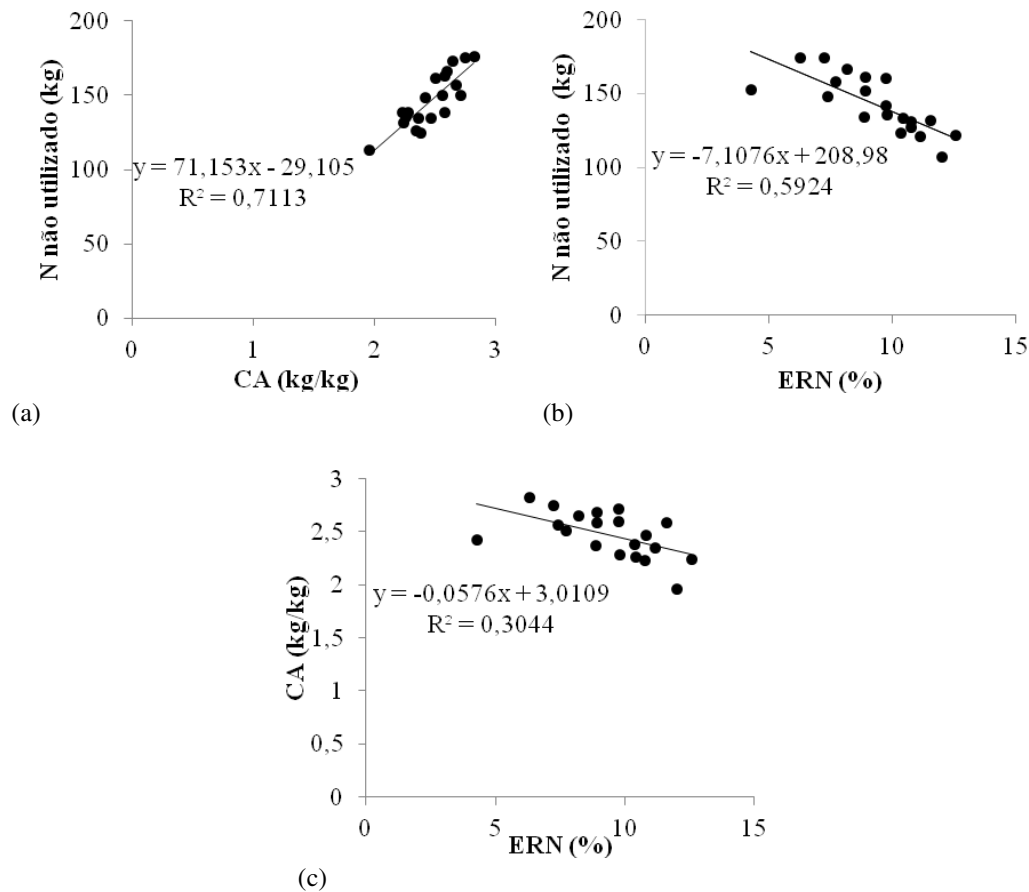 (a)
200
150
100
50
0
N não utilizado (kg)
y = 71,153x - 29,105
R² = 0,7113
0 1 2 3
CA (kg/kg)
(b)
200
150
100
50
0
N não utilizado (kg)
y = -7,1076x + 208,98
R² = 0,5924
0 5 10 15
ERN (%)
(a)
(b)
3
2,5
2
1,5
1
0,5
0
CA (kg/kg)
y = -0,0576x + 3,0109
R² = 0,3044
0 5 10 15
ERN (%)
(c)